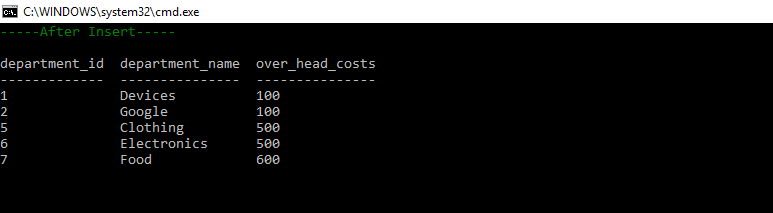 C:\WINDOWS\system32\cmd.exe
-----After Insert-----
department_id  department_name  over_head_costs
-------------  ---------------  ---------------
1              Devices          100
2              Google           100
5              Clothing         500
6              Electronics      500
7              Food             600